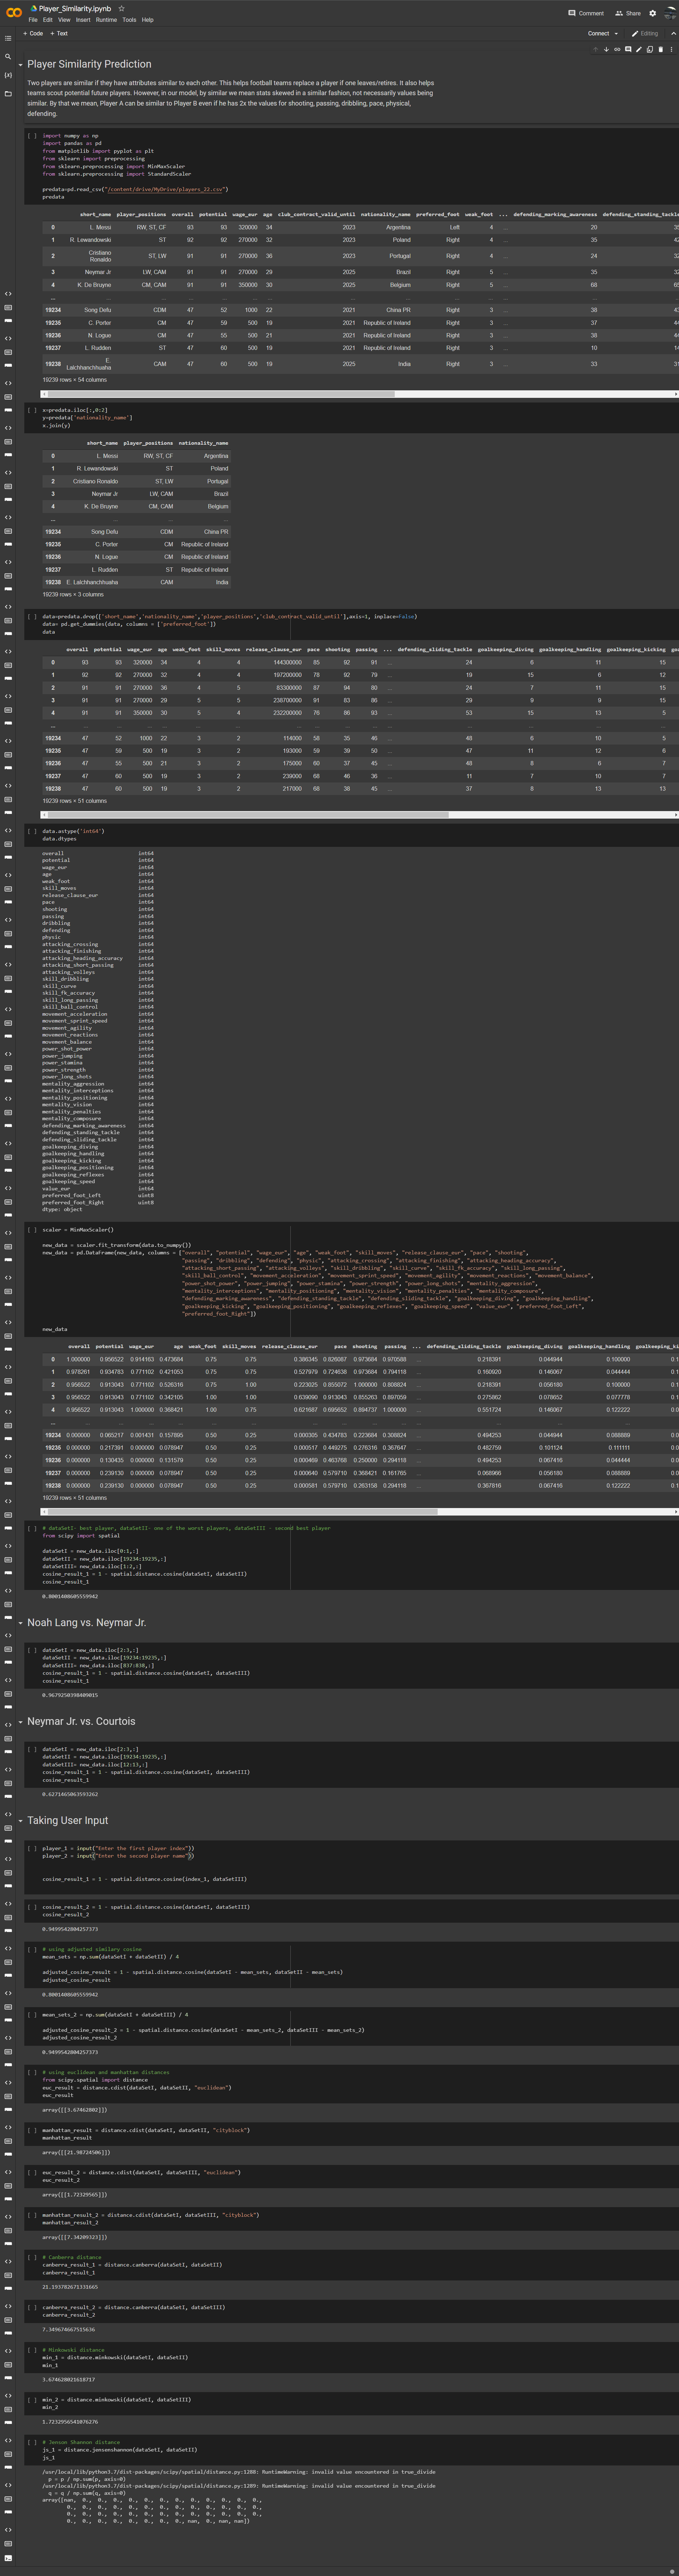 Player_Similarity.ipynb
Comment Share
File Edit View Insert Runtime Tools Help
+ Code + Text
Connect Editing
Player Similarity Prediction
Two players are similar if they have attributes similar to each other. This helps football teams replace a player if one leaves/retires. It also helps
teams scout potential future players. However, in our model, by similar we mean stats skewed in a similar fashion, not necessarily values being
similar. By that we mean, Player A can be similar to Player B even if he has 2x the values for shooting, passing, dribbling, pace, physical,
defending.
[ ] import numpy as np
import pandas as pd
from matplotlib import pyplot as plt
from sklearn import preprocessing
from sklearn.preprocessing import MinMaxScaler
from sklearn.preprocessing import StandardScaler
predata=pd.read_csv("/content/drive/MyDrive/players_22.csv")
predata
short_name player_positions overall potential wage_eur age club_contract_valid_until nationality_name preferred_foot weak_foot ... defending_marking_awareness defending_standing_tackle
0 L. Messi RW, ST, CF 93 93 320000 34 2023 Argentina Left 4 ... 20
1 R. Lewandowski ST 92 92 270000 32 2023 Poland Right 4 ... 35
2 Cristiano Ronaldo ST, LW 91 91 270000 36 2023 Portugal Right 4 ... 24
3 Neymar Jr LW, CAM 91 91 270000 29 2025 Brazil Right 5 ... 35
4 K. De Bruyne CM, CAM 91 91 350000 30 2025 Belgium Right 5 ... 68
... ... ... ... ... ... ... ... ... ... ... ... ...
19234 Song Defu CDM 47 52 1000 22 2021 China PR Right 3 ... 38
19235 C. Porter CM 47 59 500 19 2021 Republic of Ireland Right 3 ... 37
19236 N. Logue CM 47 55 500 21 2021 Republic of Ireland Right 3 ... 38
19237 L. Rudden ST 47 60 500 19 2021 Republic of Ireland Right 3 ... 10
19238 E. Lalchhanchhuaha CAM 47 60 500 19 2025 India Right 3 ... 33
19239 rows × 54 columns
[ ] x=predata.iloc[:,0:2]
y=predata['nationality_name']
x.join(y)
short_name player_positions nationality_name
0 L. Messi RW, ST, CF Argentina
1 R. Lewandowski ST Poland
2 Cristiano Ronaldo ST, LW Portugal
3 Neymar Jr LW, CAM Brazil
4 K. De Bruyne CM, CAM Belgium
... ... ... ...
19234 Song Defu CDM China PR
19235 C. Porter CM Republic of Ireland
19236 N. Logue CM Republic of Ireland
19237 L. Rudden ST Republic of Ireland
19238 E. Lalchhanchhuaha CAM India
19239 rows × 3 columns
[ ] data=predata.drop(['short_name','nationality_name','player_positions','club_contract_valid_until'],axis=1, inplace=False)
data= pd.get_dummies(data, columns = ['preferred_foot'])
data
overall potential wage_eur age weak_foot skill_moves release_clause_eur pace shooting passing ... defending_sliding_tackle goalkeeping_diving goalkeeping_handling goalkeeping_kicking
0 93 93 320000 34 4 4 144300000 85 92 91 ... 24 6 11 15
1 92 92 270000 32 4 4 197200000 78 92 79 ... 19 15 6 12
2 91 91 270000 36 4 5 83300000 87 94 80 ... 24 7 11 15
3 91 91 270000 29 5 5 238700000 91 83 86 ... 29 9 9 15
4 91 91 350000 30 5 4 232200000 76 86 93 ... 53 15 13 5
... ... ... ... ... ... ... ... ... ... ... ... ... ... ... ...
19234 47 52 1000 22 3 2 114000 58 35 46 ... 48 6 10 5
19235 47 59 500 19 3 2 193000 59 39 50 ... 47 11 12 6
19236 47 55 500 21 3 2 175000 60 37 45 ... 48 8 6 7
19237 47 60 500 19 3 2 239000 68 46 36 ... 11 7 10 7
19238 47 60 500 19 3 2 217000 68 38 45 ... 37 8 13 13
19239 rows × 51 columns
[ ] data.astype('int64')
data.dtypes
overall int64
potential int64
wage_eur int64
age int64
weak_foot int64
skill_moves int64
release_clause_eur int64
pace int64
shooting int64
passing int64
dribbling int64
defending int64
physic int64
attacking_crossing int64
attacking_finishing int64
attacking_heading_accuracy int64
attacking_short_passing int64
attacking_volleys int64
skill_dribbling int64
skill_curve int64
skill_fk_accuracy int64
skill_long_passing int64
skill_ball_control int64
movement_acceleration int64
movement_sprint_speed int64
movement_agility int64
movement_reactions int64
movement_balance int64
power_shot_power int64
power_jumping int64
power_stamina int64
power_strength int64
power_long_shots int64
mentality_aggression int64
mentality_interceptions int64
mentality_positioning int64
mentality_vision int64
mentality_penalties int64
mentality_composure int64
defending_marking_awareness int64
defending_standing_tackle int64
defending_sliding_tackle int64
goalkeeping_diving int64
goalkeeping_handling int64
goalkeeping_kicking int64
goalkeeping_positioning int64
goalkeeping_reflexes int64
goalkeeping_speed int64
value_eur int64
preferred_foot_Left uint8
preferred_foot_Right uint8
dtype: object
[ ] scaler = MinMaxScaler()
new_data = scaler.fit_transform(data.to_numpy())
new_data = pd.DataFrame(new_data, columns = ["overall", "potential", "wage_eur", "age", "weak_foot", "skill_moves", "release_clause_eur", "pace", "shooting",
"passing", "dribbling", "defending", "physic", "attacking_crossing", "attacking_finishing", "attacking_heading_accuracy",
"attacking_short_passing", "attacking_volleys", "skill_dribbling", "skill_curve", "skill_fk_accuracy", "skill_long_passing",
"skill_ball_control", "movement_acceleration", "movement_sprint_speed", "movement_agility", "movement_reactions", "movement_balance",
"power_shot_power", "power_jumping", "power_stamina", "power_strength", "power_long_shots", "mentality_aggression",
"mentality_interceptions", "mentality_positioning", "mentality_vision", "mentality_penalties", "mentality_composure",
"defending_marking_awareness", "defending_standing_tackle", "defending_sliding_tackle", "goalkeeping_diving", "goalkeeping_handling",
"goalkeeping_kicking", "goalkeeping_positioning", "goalkeeping_reflexes", "goalkeeping_speed", "value_eur", "preferred_foot_Left",
"preferred_foot_Right"])
new_data
overall potential wage_eur age weak_foot skill_moves release_clause_eur pace shooting passing ... defending_sliding_tackle goalkeeping_diving goalkeeping_handling
0 1.000000 0.956522 0.914163 0.473684 0.75 0.75 0.386345 0.826087 0.973684 0.970588 ... 0.218391 0.044944 0.100000
1 0.978261 0.934783 0.771102 0.421053 0.75 0.75 0.527979 0.724638 0.973684 0.794118 ... 0.160920 0.146067 0.044444
2 0.956522 0.913043 0.771102 0.526316 0.75 1.00 0.223025 0.855072 1.000000 0.808824 ... 0.218391 0.056180 0.100000
3 0.956522 0.913043 0.771102 0.342105 1.00 1.00 0.639090 0.913043 0.855263 0.897059 ... 0.275862 0.078652 0.077778
4 0.956522 0.913043 1.000000 0.368421 1.00 0.75 0.621687 0.695652 0.894737 1.000000 ... 0.551724 0.146067 0.122222
... ... ... ... ... ... ... ... ... ... ... ... ... ... ...
19234 0.000000 0.065217 0.001431 0.157895 0.50 0.25 0.000305 0.434783 0.223684 0.308824 ... 0.494253 0.044944 0.088889
19235 0.000000 0.217391 0.000000 0.078947 0.50 0.25 0.000517 0.449275 0.276316 0.367647 ... 0.482759 0.101124 0.111111
19236 0.000000 0.130435 0.000000 0.131579 0.50 0.25 0.000469 0.463768 0.250000 0.294118 ... 0.494253 0.067416 0.044444
19237 0.000000 0.239130 0.000000 0.078947 0.50 0.25 0.000640 0.579710 0.368421 0.161765 ... 0.068966 0.056180 0.088889
19238 0.000000 0.239130 0.000000 0.078947 0.50 0.25 0.000581 0.579710 0.263158 0.294118 ... 0.367816 0.067416 0.122222
19239 rows × 51 columns
[ ] # dataSetI- best player, dataSetII- one of the worst players, dataSetIII - second best player
from scipy import spatial
dataSetI = new_data.iloc[0:1,:]
dataSetII = new_data.iloc[19234:19235,:]
dataSetIII= new_data.iloc[1:2,:]
cosine_result_1 = 1 - spatial.distance.cosine(dataSetI, dataSetII)
cosine_result_1
0.8001408605559942
Noah Lang vs. Neymar Jr.
[ ] dataSetI = new_data.iloc[2:3,:]
dataSetII = new_data.iloc[19234:19235,:]
dataSetIII= new_data.iloc[837:838,:]
cosine_result_1 = 1 - spatial.distance.cosine(dataSetI, dataSetIII)
cosine_result_1
0.9679250398409015
Neymar Jr. vs. Courtois
[ ] dataSetI = new_data.iloc[2:3,:]
dataSetII = new_data.iloc[19234:19235,:]
dataSetIII= new_data.iloc[12:13,:]
cosine_result_1 = 1 - spatial.distance.cosine(dataSetI, dataSetIII)
cosine_result_1
0.6271465063593262
Taking User Input
[ ] player_1 = input("Enter the first player index"))
player_2 = input("Enter the second player name"))
cosine_result_1 = 1 - spatial.distance.cosine(index_1, dataSetIII)
[ ] cosine_result_2 = 1 - spatial.distance.cosine(dataSetI, dataSetIII)
cosine_result_2
0.9499542804257373
[ ] # using adjusted similary cosine
mean_sets = np.sum(dataSetI + dataSetII) / 4
adjusted_cosine_result = 1 - spatial.distance.cosine(dataSetI - mean_sets, dataSetII - mean_sets)
adjusted_cosine_result
0.8001408605559942
[ ] mean_sets_2 = np.sum(dataSetI + dataSetIII) / 4
adjusted_cosine_result_2 = 1 - spatial.distance.cosine(dataSetI - mean_sets_2, dataSetIII - mean_sets_2)
adjusted_cosine_result_2
0.9499542804257373
[ ] # using euclidean and manhattan distances
from scipy.spatial import distance
euc_result = distance.cdist(dataSetI, dataSetII, "euclidean")
euc_result
array([[3.67462802]])
[ ] manhattan_result = distance.cdist(dataSetI, dataSetII, "cityblock")
manhattan_result
array([[21.90724506]])
[ ] euc_result_2 = distance.cdist(dataSetI, dataSetIII, "euclidean")
euc_result_2
array([[1.72329565]])
[ ] manhattan_result_2 = distance.cdist(dataSetI, dataSetIII, "cityblock")
manhattan_result_2
array([[7.34209323]])
[ ] # Canberra distance
canberra_result_1 = distance.canberra(dataSetI, dataSetII)
canberra_result_1
21.193782671331665
[ ] canberra_result_2 = distance.canberra(dataSetI, dataSetIII)
canberra_result_2
7.349674667515636
[ ] # Minkowski distance
min_1 = distance.minkowski(dataSetI, dataSetII)
min_1
3.674628021618717
[ ] min_2 = distance.minkowski(dataSetI, dataSetIII)
min_2
1.7232956541076276
[ ] # Jenson Shannon distance
js_1 = distance.jensenshannon(dataSetI, dataSetII)
js_1
/usr/local/lib/python3.7/dist-packages/scipy/spatial/distance.py:1288: RuntimeWarning: invalid value encountered in true_divide
p = p / np.sum(p, axis=0)
/usr/local/lib/python3.7/dist-packages/scipy/spatial/distance.py:1289: RuntimeWarning: invalid value encountered in true_divide
q = q / np.sum(q, axis=0)
array([nan, 0., 0., 0., 0., 0., 0., 0., 0., 0., 0., 0., 0.,
0., 0., 0., 0., 0., 0., 0., 0., 0., 0., 0., 0., 0.,
0., 0., 0., 0., 0., 0., 0., 0., 0., 0., 0., 0., 0.,
0., 0., 0., 0., 0., 0., 0., 0., nan, 0., nan, nan])